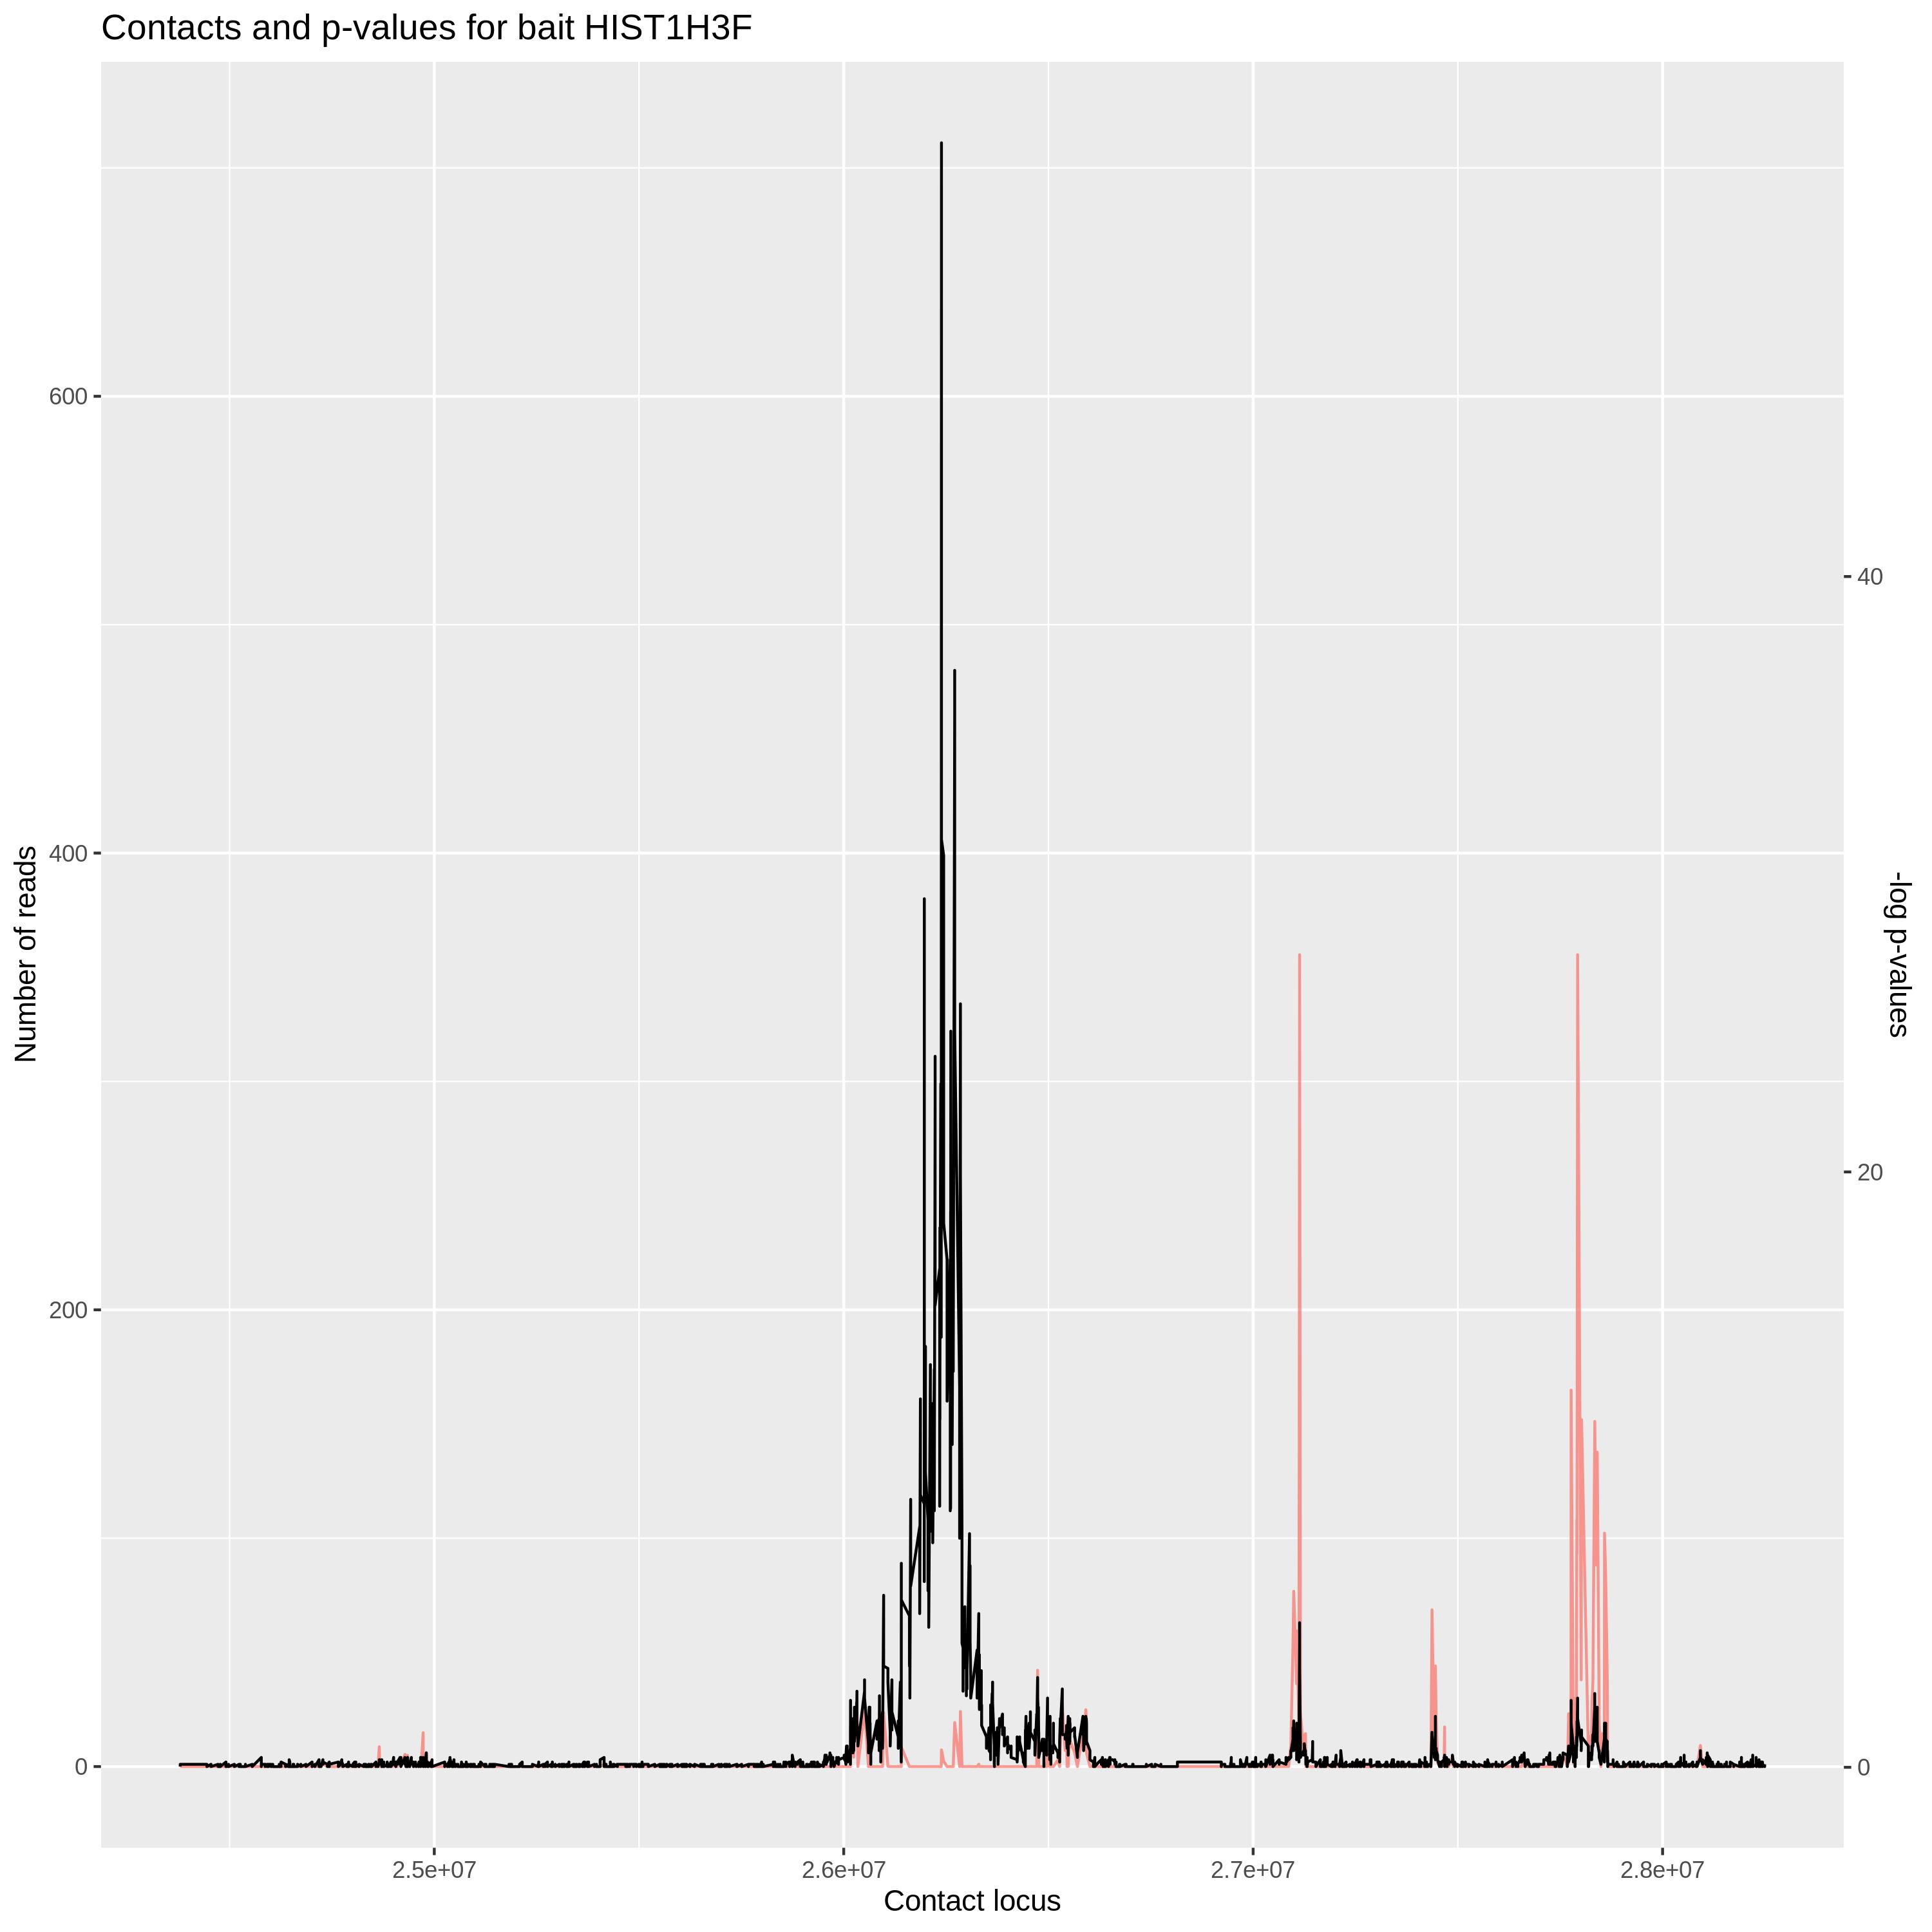 Contacts and p-values for bait HIST1H3F
600
400
200
0
Number of reads
40
20
0
-log p-values
2.5e+07
2.6e+07
2.7e+07
2.8e+07
Contact locus